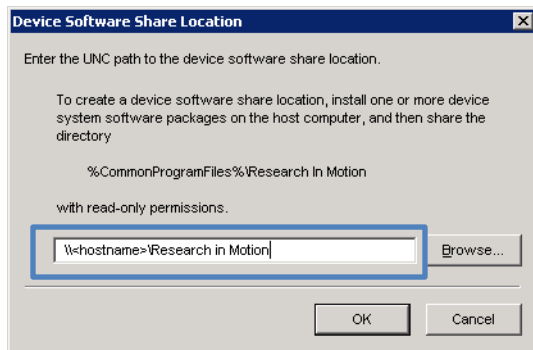 Device Software Share Location
Enter the UNC path to the device software share location.
To create a device software share location, install one or more device
system software packages on the host computer, and then share the
directory
%CommonProgramFiles%\Research In Motion
with read-only permissions.
\\<hostname>\Research in Motion
Browse...
OK
Cancel